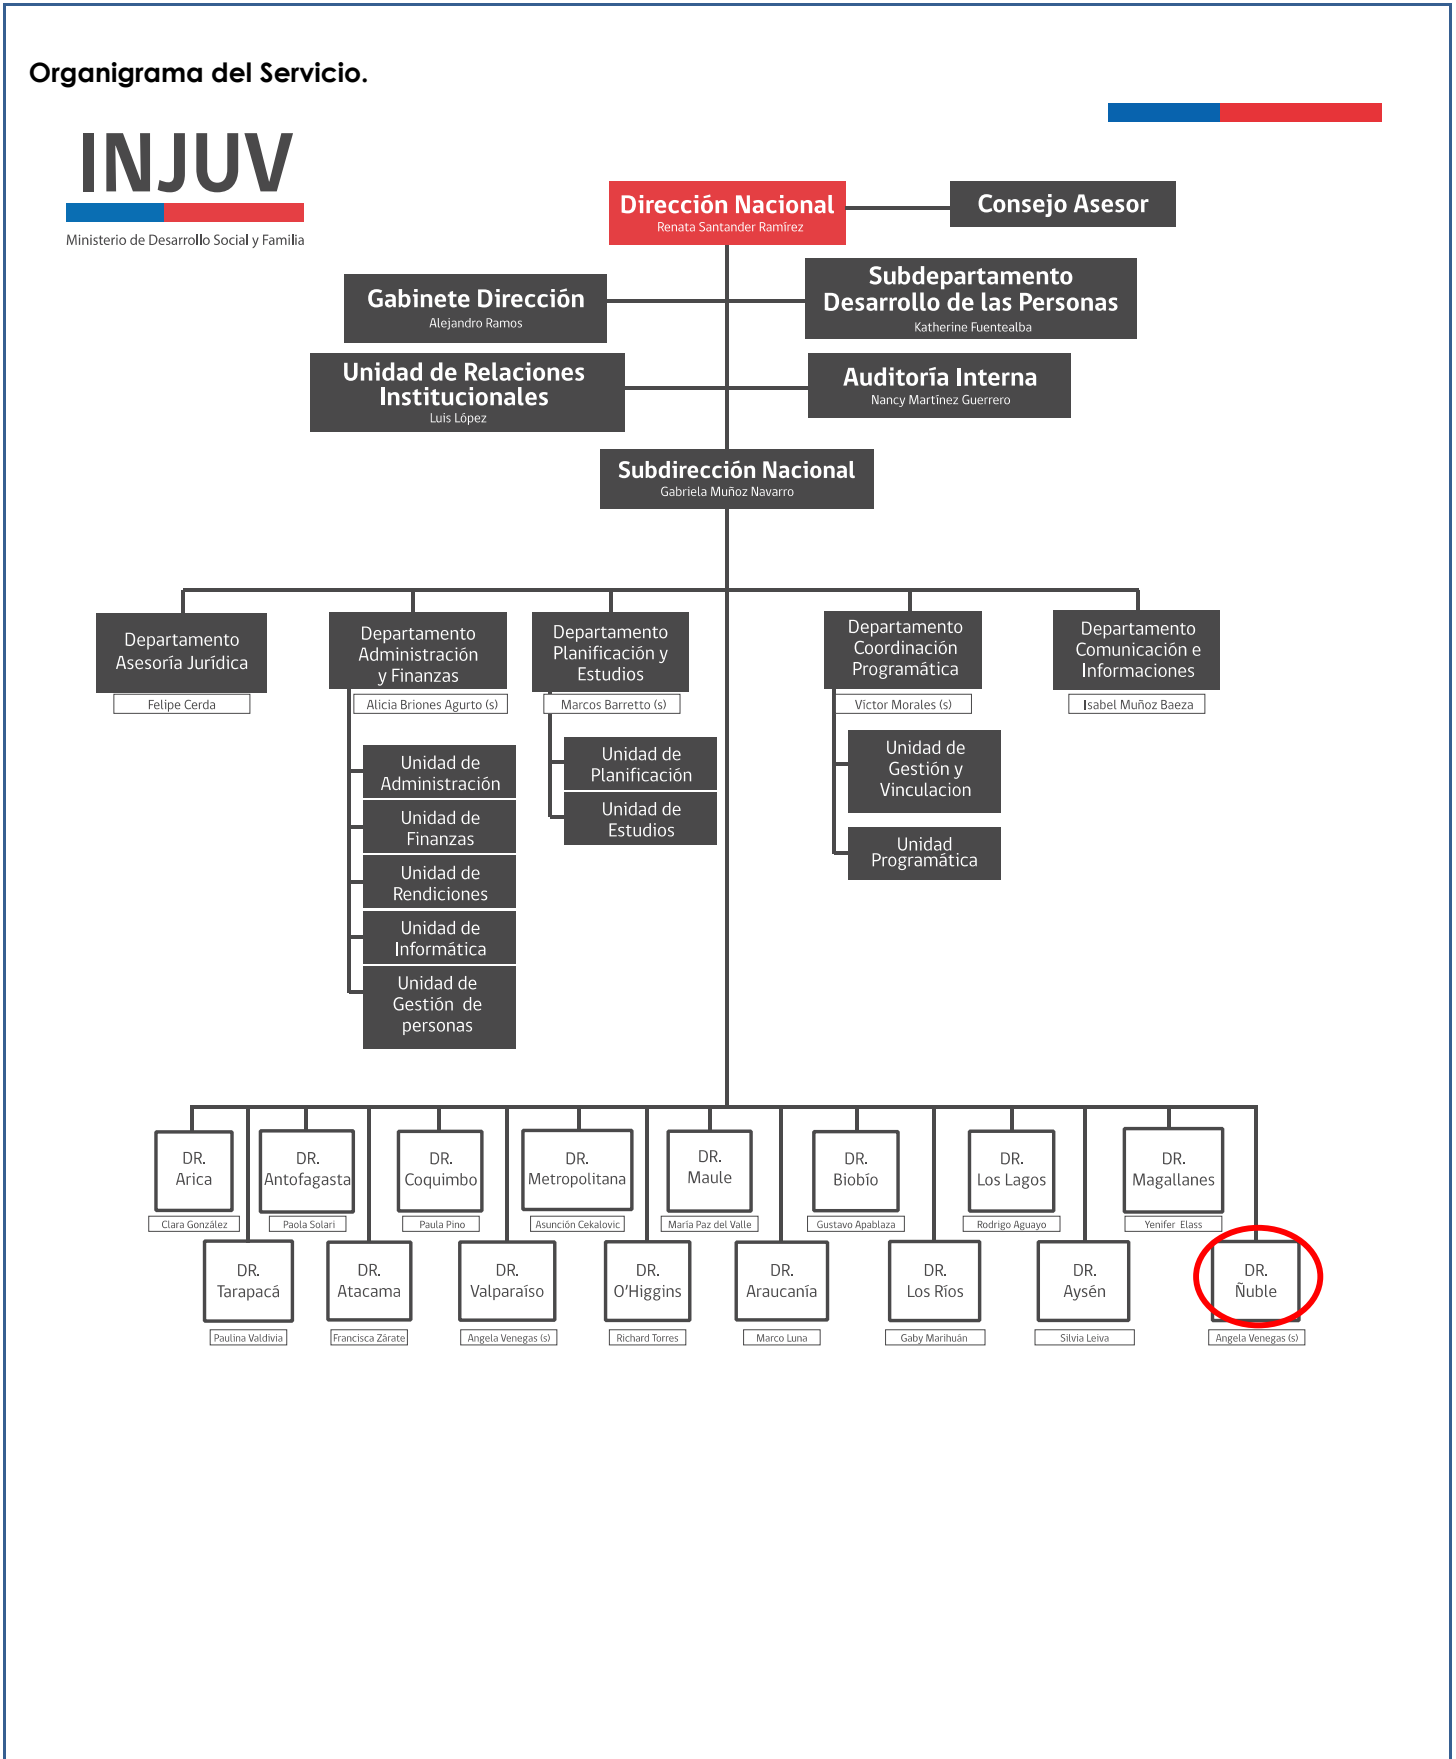 Organigrama del Servicio.
INJUV
Ministerio de Desarrollo Social y Familia
Dirección Nacional
Renata Santander Ramírez
Consejo Asesor
Gabinete Dirección
Alejandro Ramos
Subdepartamento
Desarrollo de las Personas
Katherine Fuentealba
Unidad de Relaciones
Institucionales
Luis López
Auditoría Interna
Nancy Martínez Guerrero
Subdirección Nacional
Gabriela Muñoz Navarro
Departamento
Asesoría Jurídica
Felipe Cerda
Departamento
Administración
y Finanzas
Alicia Briones Agurto (s)
Unidad de
Administración
Unidad de
Finanzas
Unidad de
Rendiciones
Unidad de
Informática
Unidad de
Gestión de
personas
Departamento
Planificación y
Estudios
Marcos Barretto (s)
Unidad de
Planificación
Unidad de
Estudios
Departamento
Coordinación
Programática
Víctor Morales (s)
Unidad de
Gestión y
Vinculacion
Unidad
Programática
Departamento
Comunicación e
Informaciones
Isabel Muñoz Baeza
DR.
Arica
Clara González
DR.
Antofagasta
Paola Solari
DR.
Coquimbo
Paula Pino
DR.
Metropolitana
Asunción Cekalovic
DR.
Maule
María Paz del Valle
DR.
Biobío
Gustavo Apablaza
DR.
Los Lagos
Rodrigo Aguayo
DR.
Magallanes
Yenifer Elass
DR.
Tarapacá
Paulina Valdivia
DR.
Atacama
Francisca Zárate
DR.
Valparaíso
Angela Venegas (s)
DR.
O'Higgins
Richard Torres
DR.
Araucanía
Marco Luna
DR.
Los Ríos
Gaby Marihuán
DR.
Aysén
Silvia Leiva
DR.
Ñuble
Angela Venegas (s)